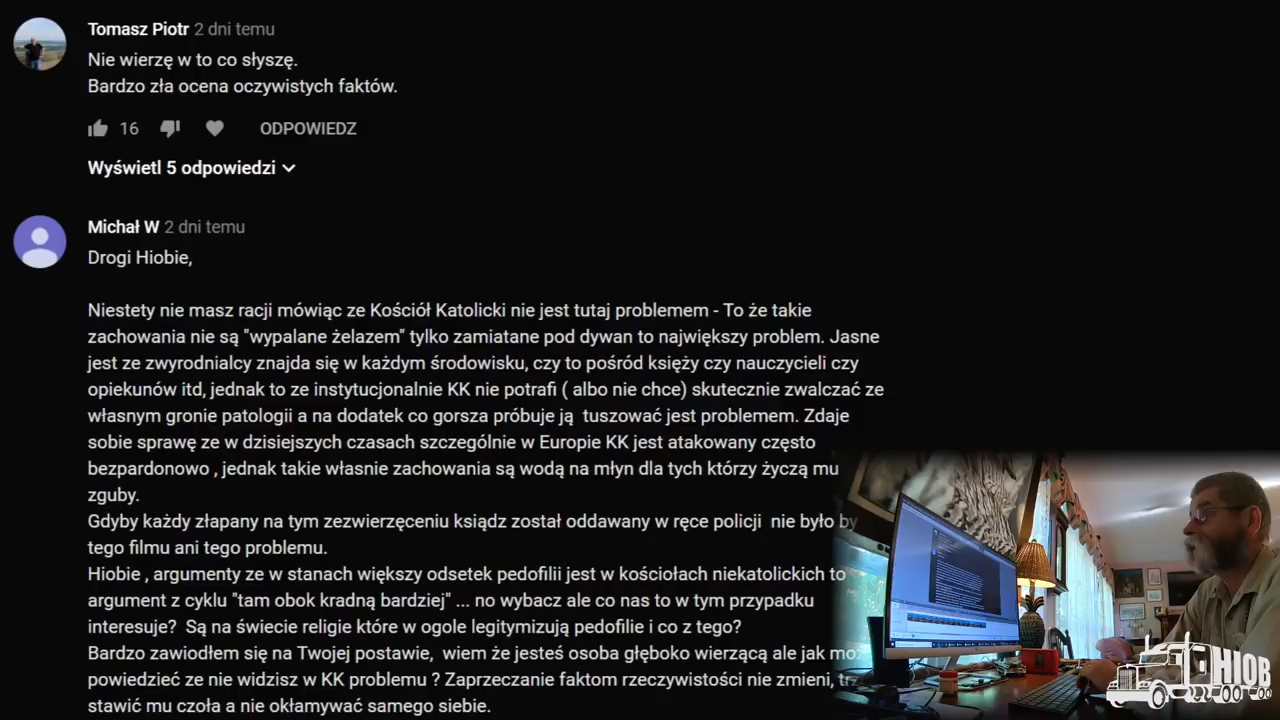 Tomasz Piotr 2 dni temu
Nie wierzę w to co słyszę.
Bardzo zła ocena oczywistych faktów.
16 ODPOWIEDZ
Wyświetl 5 odpowiedzi
Michał W 2 dni temu
Drogi Hiobie,
Niestety nie masz racji mówiąc ze Kościół Katolicki nie jest tutaj problemem - To że takie
zachowania nie są "wypalane żelazem" tylko zamiatane pod dywan to największy problem. Jasne
jest ze zwyrodnialcy znajda się w każdym środowisku, czy to pośród księży czy nauczycieli czy
opiekunów itd, jednak to ze instytucjonalnie KK nie potrafi ( albo nie chce) skutecznie zwalczać ze
własnym gronie patologii a na dodatek co gorsza próbuje ją tuszować jest problemem. Zdaje
sobie sprawę ze w dzisiejszych czasach szczególnie w Europie KK jest atakowany często
bezpardonowo , jednak takie własnie zachowania są wodą na młyn dla tych którzy życzą mu
zguby.
Gdyby każdy złapany na tym zezwierzęceniu ksiądz został oddawany w ręce policji nie było by
tego filmu ani tego problemu.
Hiobie , argumenty ze w stanach większy odsetek pedofilii jest w kościołach niekatolickich to
argument z cyklu "tam obok kradną bardziej" ... no wybacz ale co nas to w tym przypadku
interesuje? Są na świecie religie które w ogole legitymizują pedofilie i co z tego?
Bardzo zawiodłem się na Twojej postawie, wiem że jesteś osoba głęboko wierzącą ale jak
powiedzieć ze nie widzisz w KK problemu ? Zaprzeczanie faktom rzeczywistości nie zmieni,
stawić mu czoła a nie okłamywać samego siebie.
HIOB